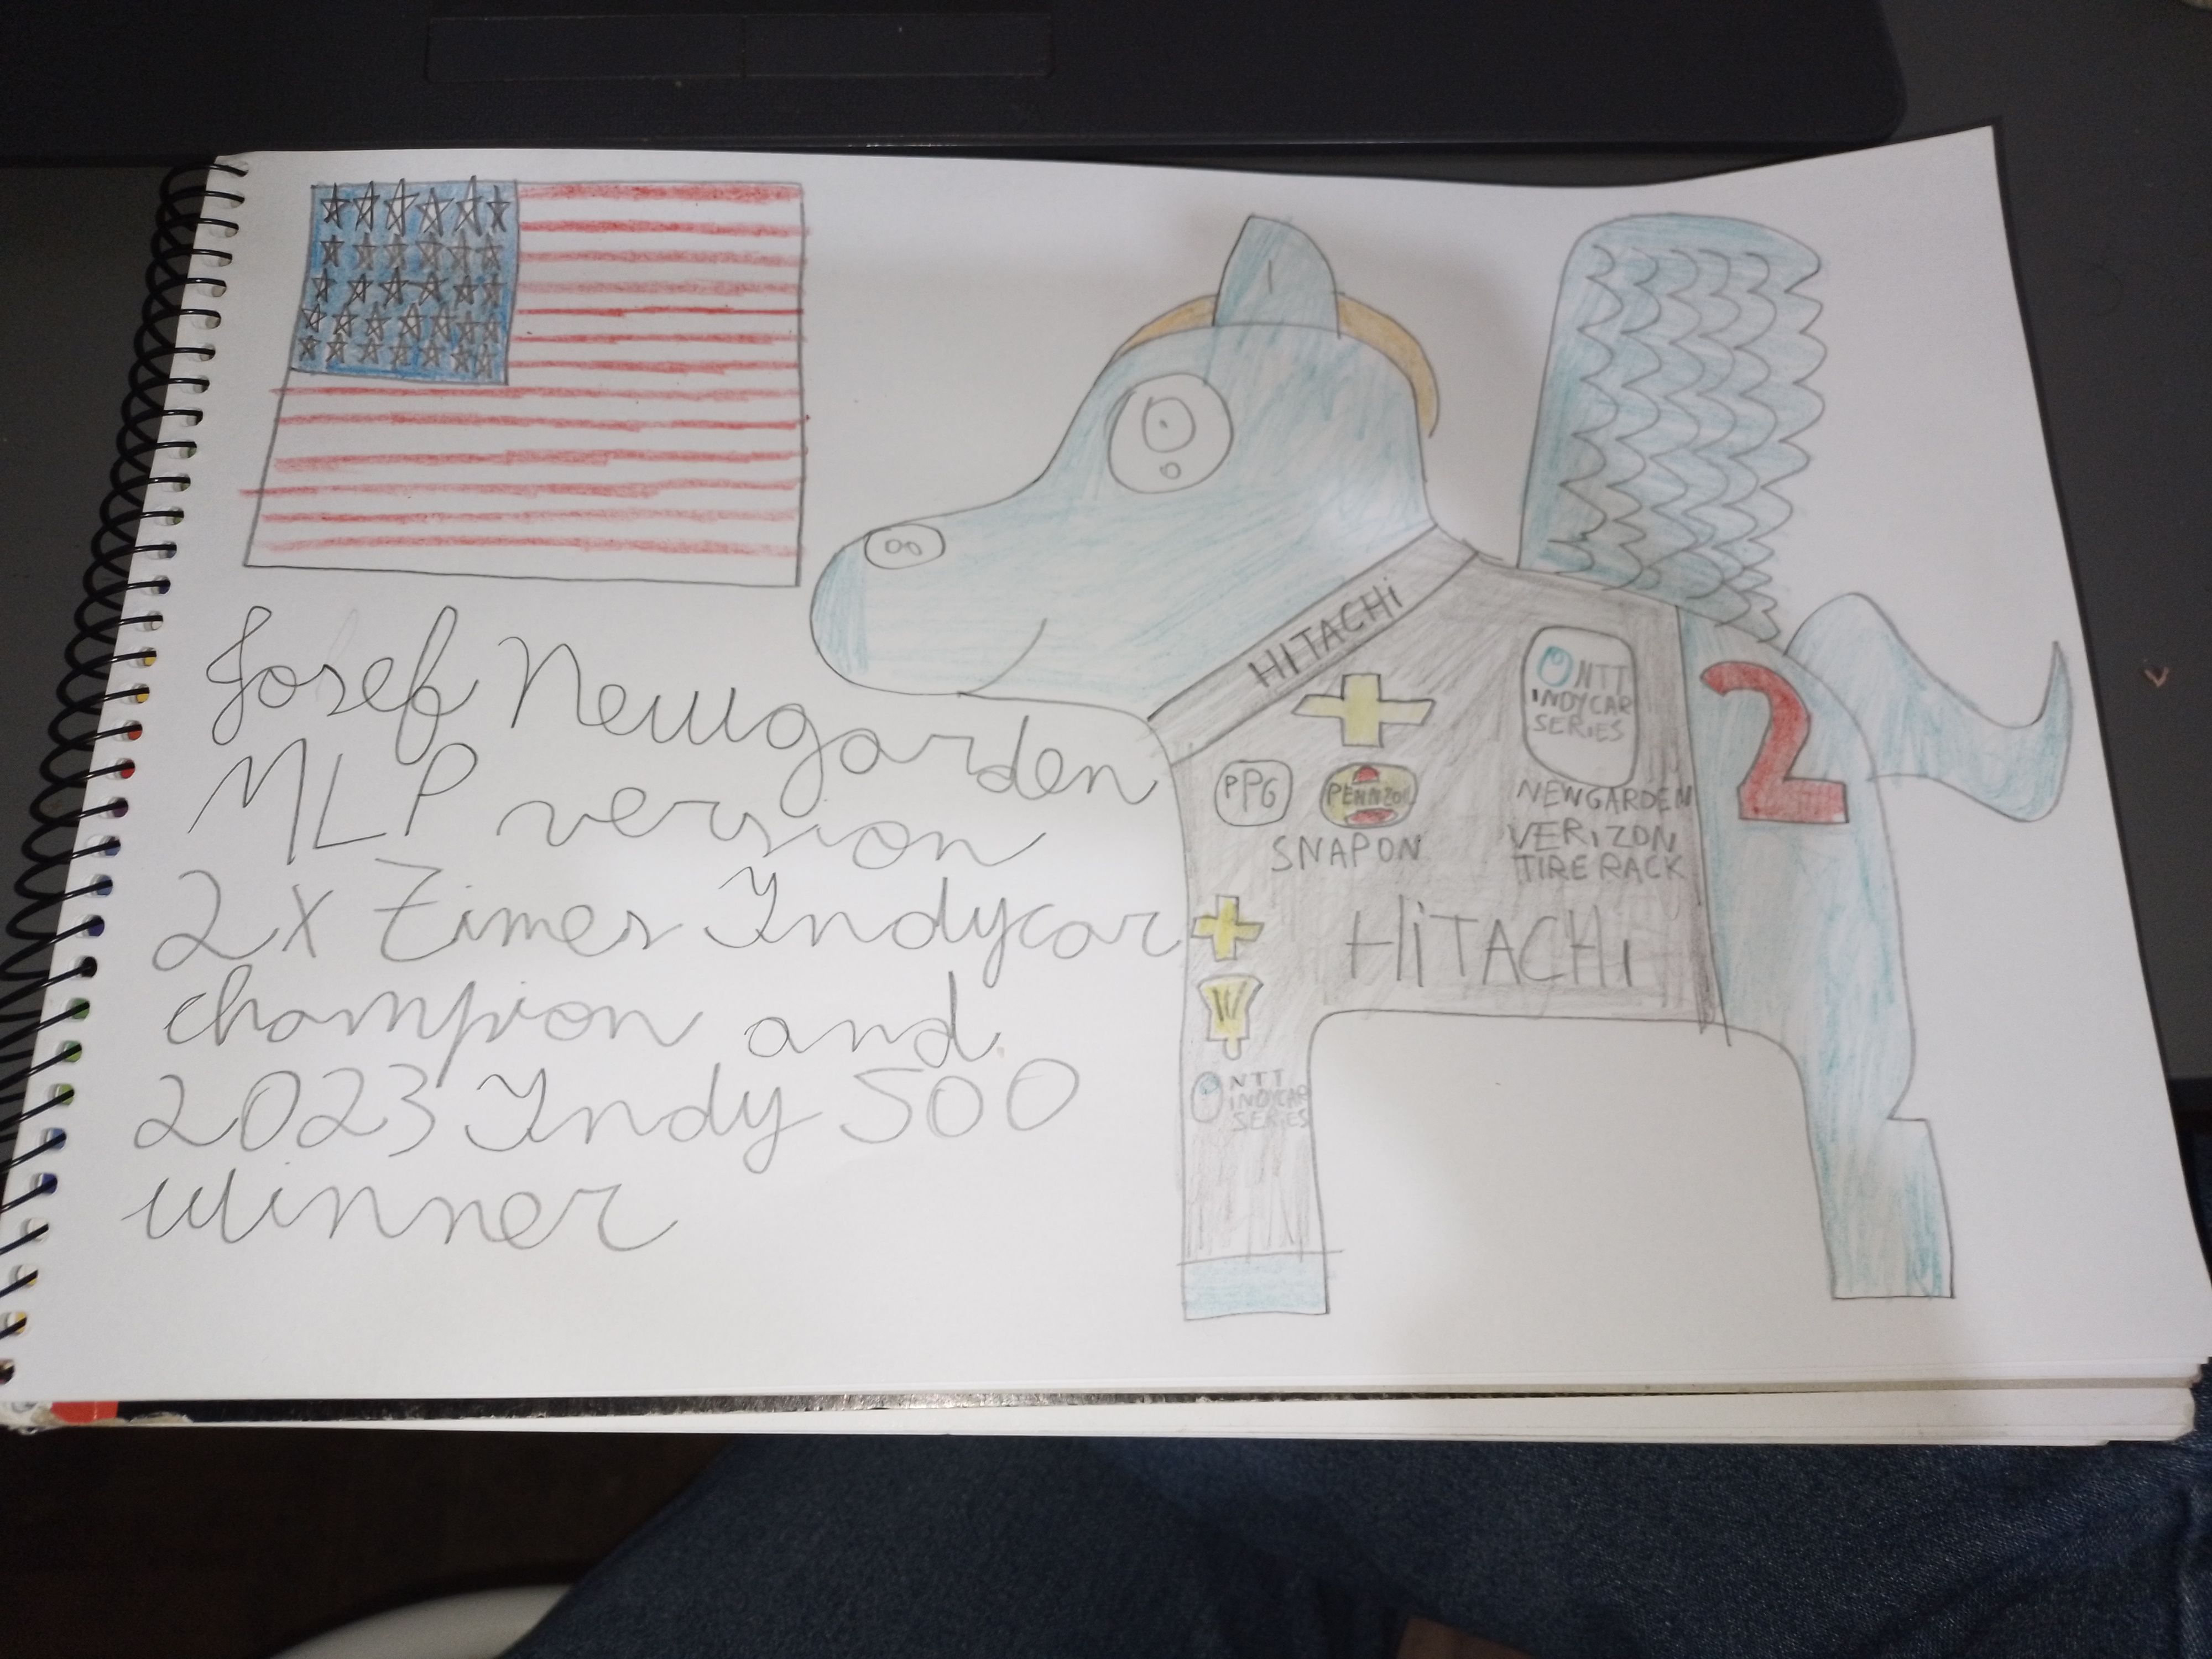 Josef Newgarden
MLP version
2x Times Indycar
champion and
2023 Indy 500
winner
HITACHi
NTT
INDYCAR
SERIES
PPG
PENNZOIL
SNAPON
NEWGARDEN
VERIZON
TIRE RACK
HiTACHi
2
NTT
INDYCAR
SERIES